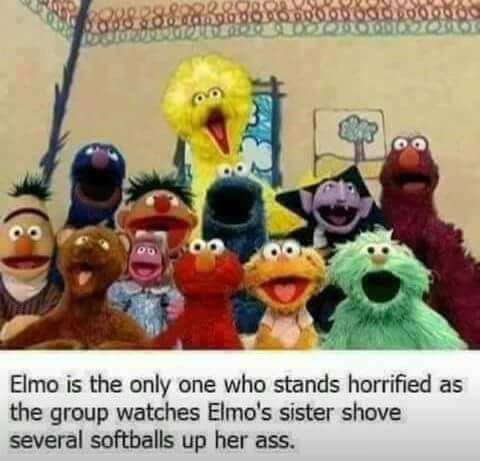 Elmo is the only one who stands horrified as
the group watches Elmo's sister shove
several softballs up her ass.